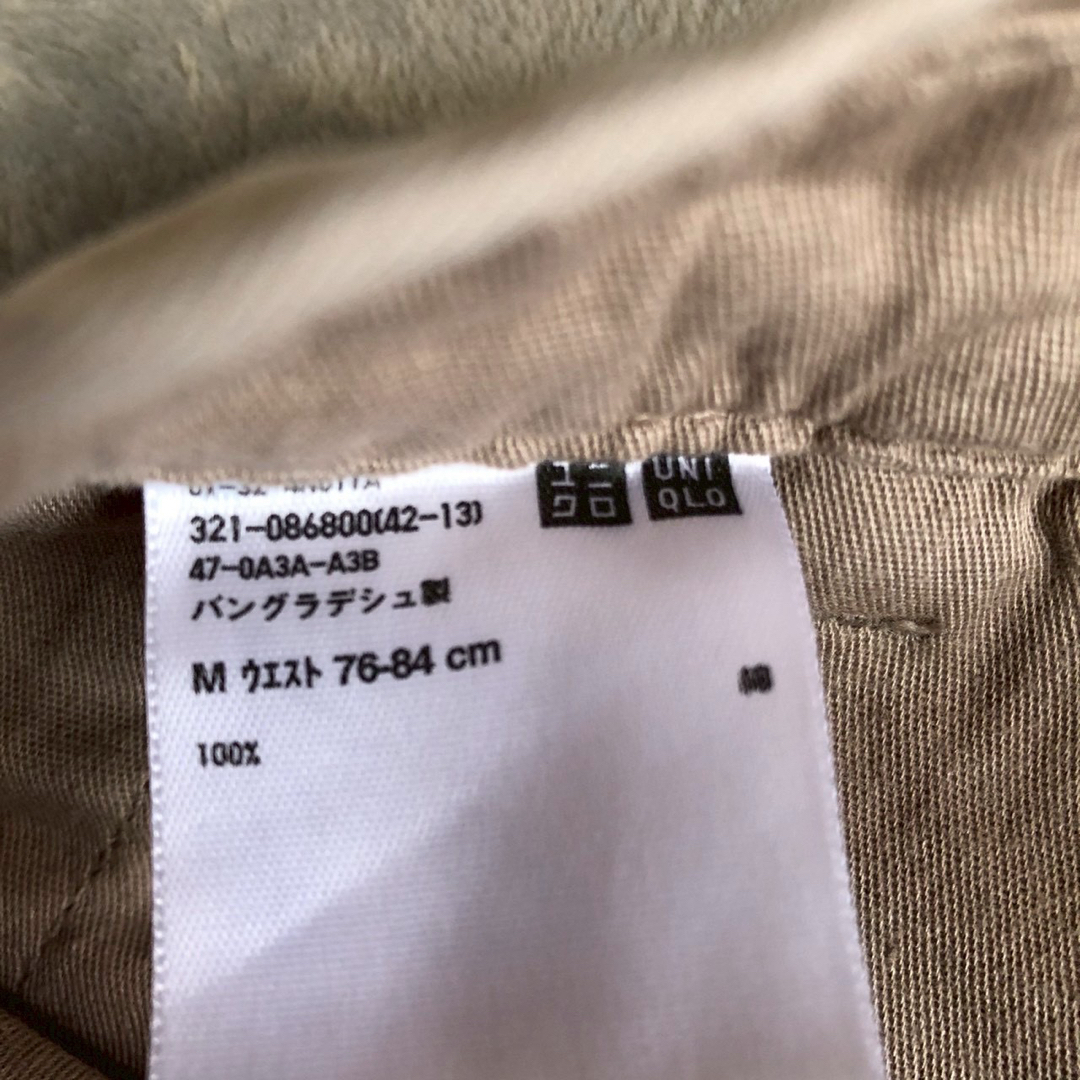 ユニ
クロ
UNI
QLO
321-086800(42-13)
47-0A3A-A3B
バングラデシュ製
M ウエスト 76-84 cm
綿
100%